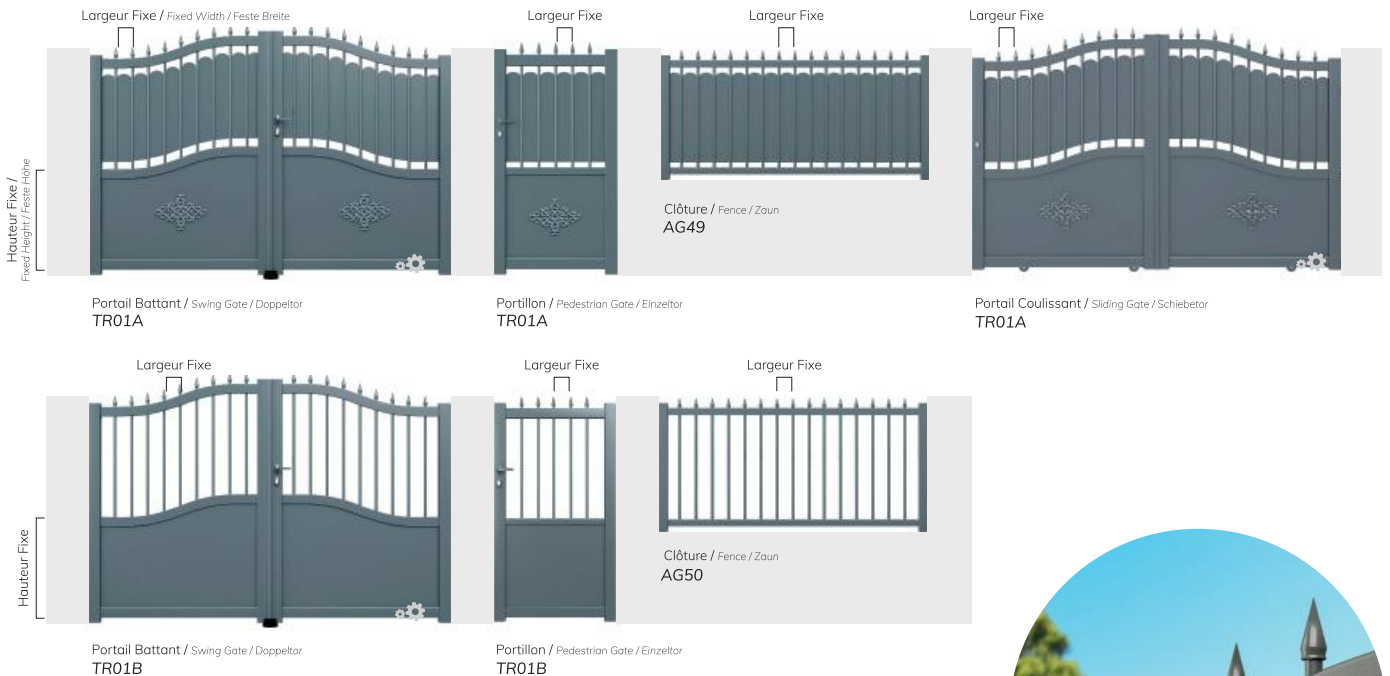 Largeur Fixe / Fixed Width / Feste Breite
Largeur Fixe
Largeur Fixe
Largeur Fixe
Hauteur Fixe /
Fixed Height / Feste Höhe
Clôture / Fence / Zaun
AG49
Portail Battant / Swing Gate / Doppeltor
TR01A
Portillon / Pedestrian Gate / Einzeltor
TR01A
Portail Coulissant / Sliding Gate / Schiebetor
TR01A
Largeur Fixe
Largeur Fixe
Largeur Fixe
Hauteur Fixe
Clôture / Fence / Zaun
AG50
Portail Battant / Swing Gate / Doppeltor
TR01B
Portillon / Pedestrian Gate / Einzeltor
TR01B